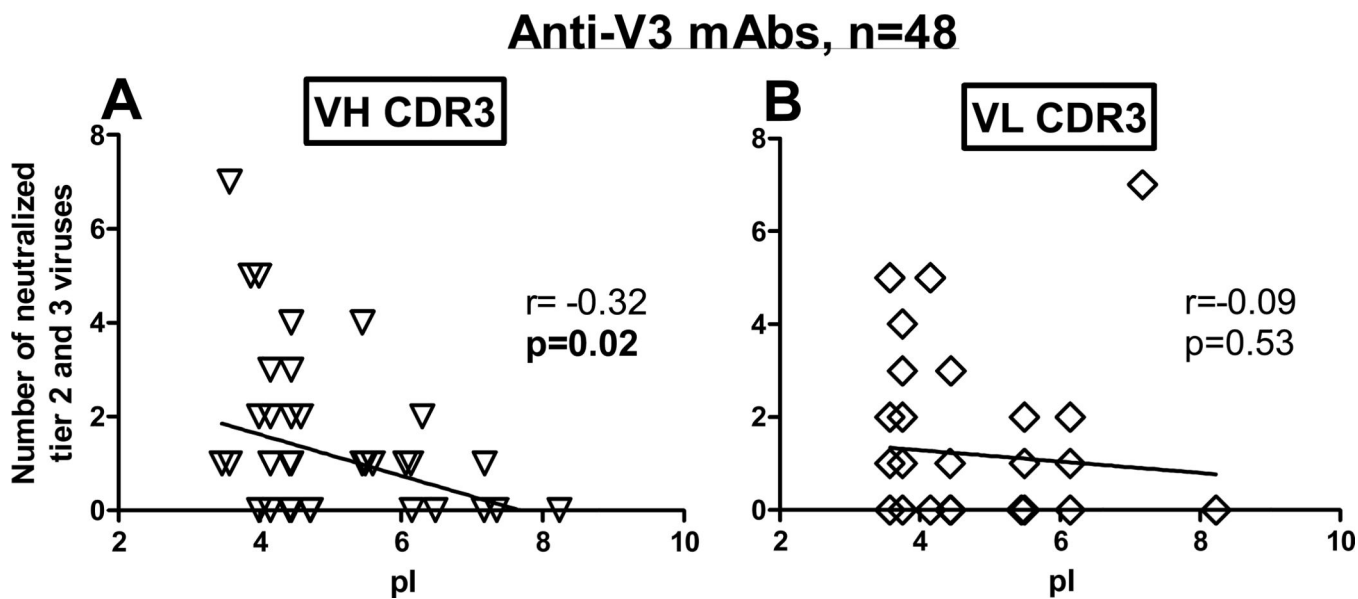 Anti-V3 mAbs, n=48
A
VH CDR3
Number of neutralized
tier 2 and 3 viruses
8
6
4
2
0
r= -0.32
p=0.02
2
4
6
8
10
pI
B
VL CDR3
8
6
4
2
0
r=-0.09
p=0.53
2
4
6
8
10
pI